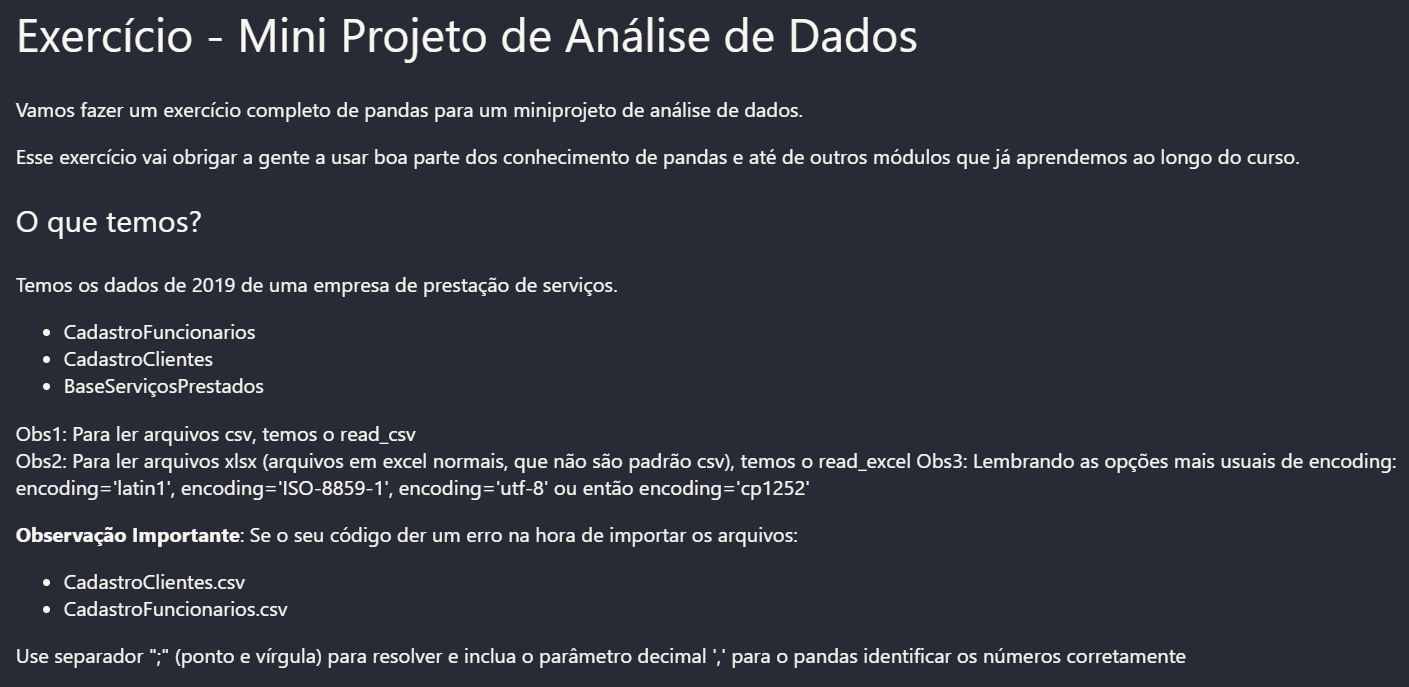 Exercício - Mini Projeto de Análise de Dados
Vamos fazer um exercício completo de pandas para um miniprojeto de análise de dados.
Esse exercício vai obrigar a gente a usar boa parte dos conhecimento de pandas e até de outros módulos que já aprendemos ao longo do curso.
O que temos?
Temos os dados de 2019 de uma empresa de prestação de serviços.
• CadastroFuncionarios
• CadastroClientes
• BaseServiçosPrestados
Obs1: Para ler arquivos csv, temos o read_csv
Obs2: Para ler arquivos xlsx (arquivos em excel normais, que não são padrão csv), temos o read_excel Obs3: Lembrando as opções mais usuais de encoding:
encoding='latin1', encoding='ISO-8859-1', encoding='utf-8' ou então encoding='cp1252'
Observação Importante: Se o seu código der um erro na hora de importar os arquivos:
• CadastroClientes.csv
• CadastroFuncionarios.csv
Use separador ";" (ponto e vírgula) para resolver e inclua o parâmetro decimal ',' para o pandas identificar os números corretamente